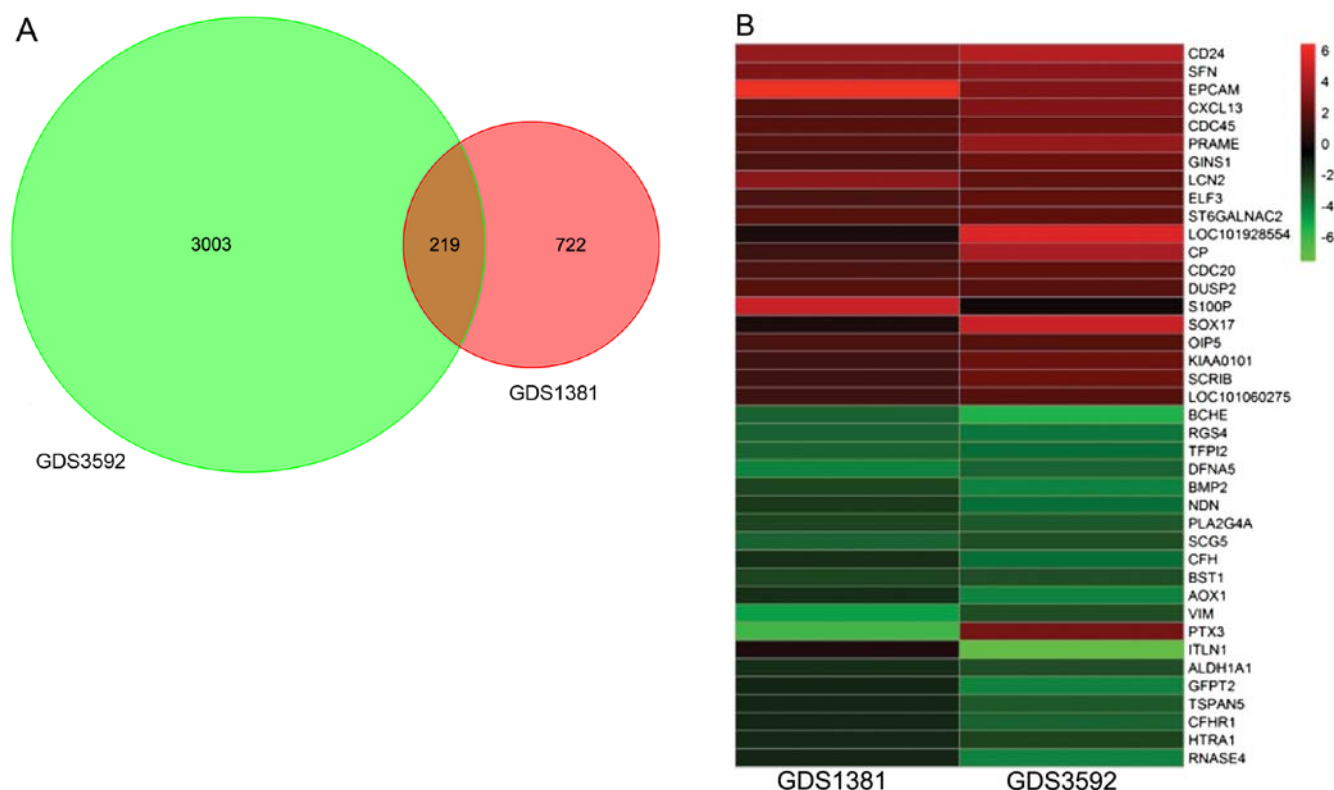 A
3003
219
722
GDS1381
GDS3592
B
CD24
SFN
EPCAM
CXCL13
CDC45
PRAME
GINS1
LCN2
ELF3
ST6GALNAC2
LOC101928554
CP
CDC20
DUSP2
S100P
SOX17
OIP5
KIAA0101
SCRIB
LOC101060275
BCHE
RGS4
TFPI2
DFNA5
BMP2
NDN
PLA2G4A
SCG5
CFH
BST1
AOX1
VIM
PTX3
ITLN1
ALDH1A1
GFPT2
TSPAN5
CFHR1
HTRA1
RNASE4
6
4
2
0
-2
-4
-6
GDS1381 GDS3592